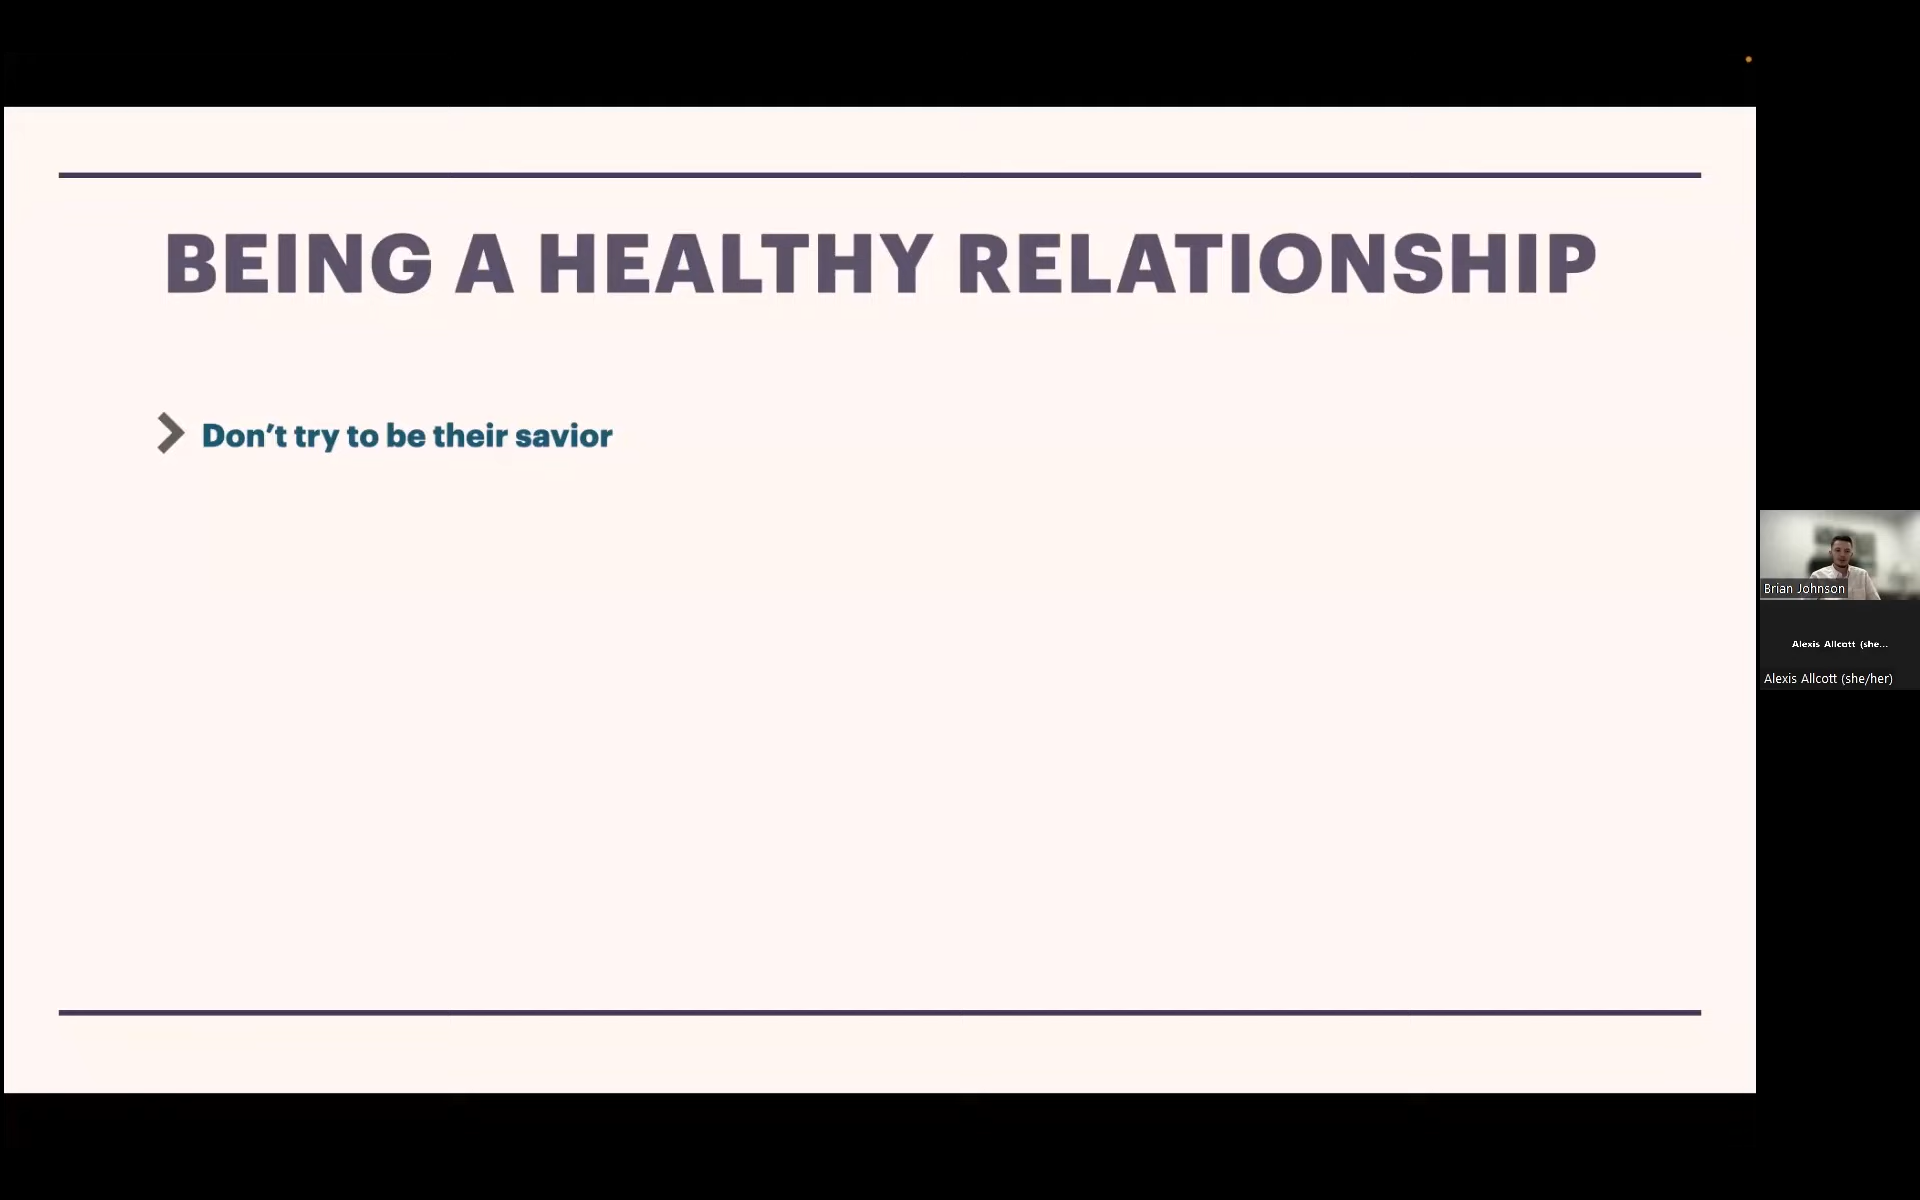 BEING A HEALTHY RELATIONSHIP
Don’t try to be their savior
Brian Johnson
Alexis Allcott (she...
Alexis Allcott (she/her)